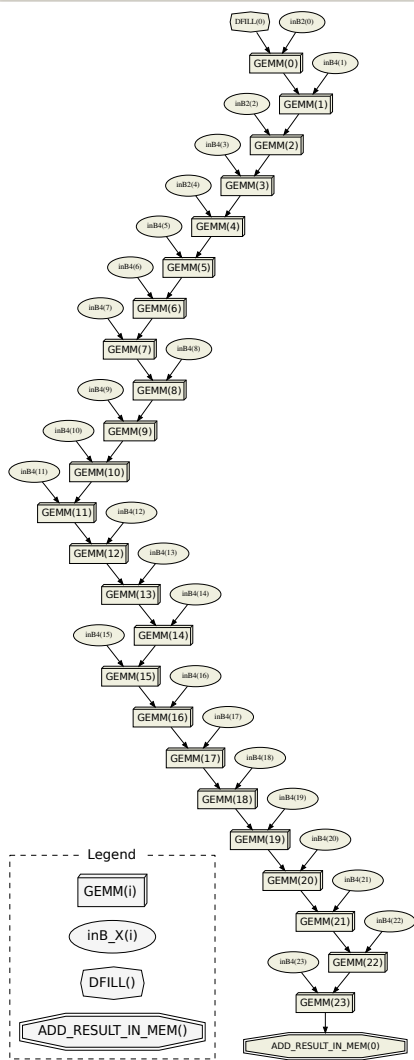 DFILL(0) inB2(0)
GEMM(0) inB4(1)
GEMM(1)
inB2(2)
GEMM(2)
inB4(3)
GEMM(3)
inB2(4)
GEMM(4)
inB4(5)
GEMM(5)
inB4(6)
GEMM(6)
inB4(7)
GEMM(7) inB4(8)
GEMM(8)
inB4(9)
GEMM(9)
inB4(10)
GEMM(10)
inB4(11)
GEMM(11) inB4(12)
GEMM(12) inB4(13)
GEMM(13) inB4(14)
GEMM(14)
inB4(15)
GEMM(15) inB4(16)
GEMM(16) inB4(17)
GEMM(17) inB4(18)
GEMM(18) inB4(19)
GEMM(19) inB4(20)
GEMM(20) inB4(21)
GEMM(21) inB4(22)
GEMM(22)
inB4(23)
GEMM(23)
ADD_RESULT_IN_MEM(0)
Legend
GEMM(i)
inB_X(i)
DFILL()
ADD_RESULT_IN_MEM()